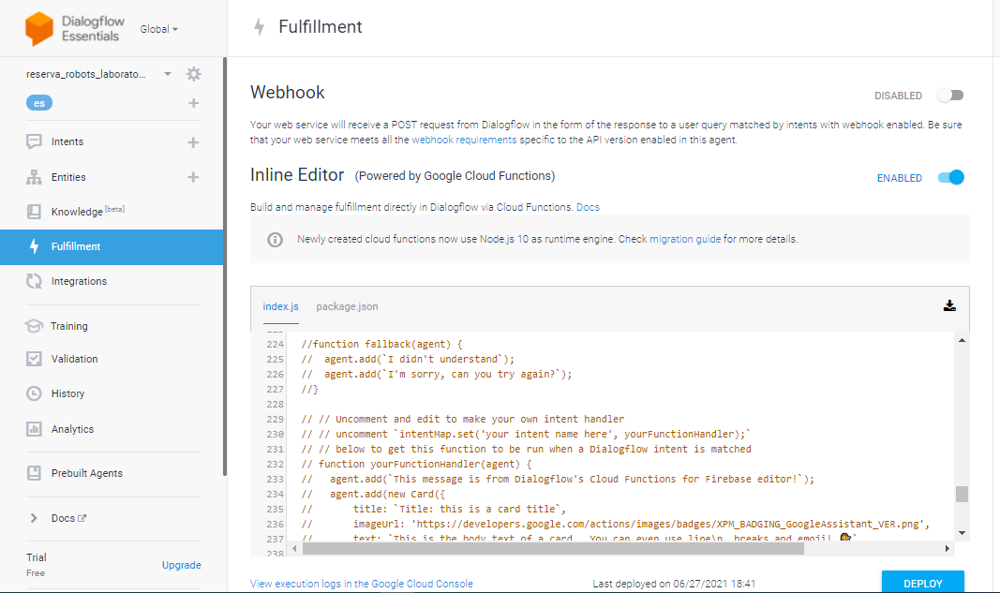 Dialogflow
Essentials
Global
Fulfillment
reserva_robots_laborato...
es
Intents
Entities
Knowledge [beta]
Fulfillment
Integrations
Training
Validation
History
Analytics
Prebuilt Agents
Docs
Trial
Free
Upgrade
Webhook
DISABLED
Your web service will receive a POST request from Dialogflow in the form of the response to a user query matched by intents with webhook enabled. Be sure
that your web service meets all the webhook requirements specific to the API version enabled in this agent.
Inline Editor (Powered by Google Cloud Functions)
ENABLED
Build and manage fulfillment directly in Dialogflow via Cloud Functions. Docs
Newly created cloud functions now use Node.js 10 as runtime engine. Check migration guide for more details.
index.js package.json
223
224 //function fallback(agent) {
225 //  agent.add(`I didn't understand`);
226 //  agent.add(`I'm sorry, can you try again?`);
227 //}
228
229 // // Uncomment and edit to make your own intent handler
230 // // uncomment `intentMap.set('your intent name here', yourFunctionHandler);`
231 // // below to get this function to be run when a Dialogflow intent is matched
232 // function yourFunctionHandler(agent) {
233 //   agent.add(`This message is from Dialogflow's Cloud Functions for Firebase editor!`);
234 //   agent.add(new Card({
235 //       title: `Title: this is a card title`,
236 //       imageUrl: 'https://developers.google.com/actions/images/badges/XPM_BADGING_GoogleAssistant_VER.png',
237 //       text: `This is the body text of a card.  You can even use line\n  breaks and emoji! 💁`
238
View execution logs in the Google Cloud Console
Last deployed on 06/27/2021 18:41
DEPLOY